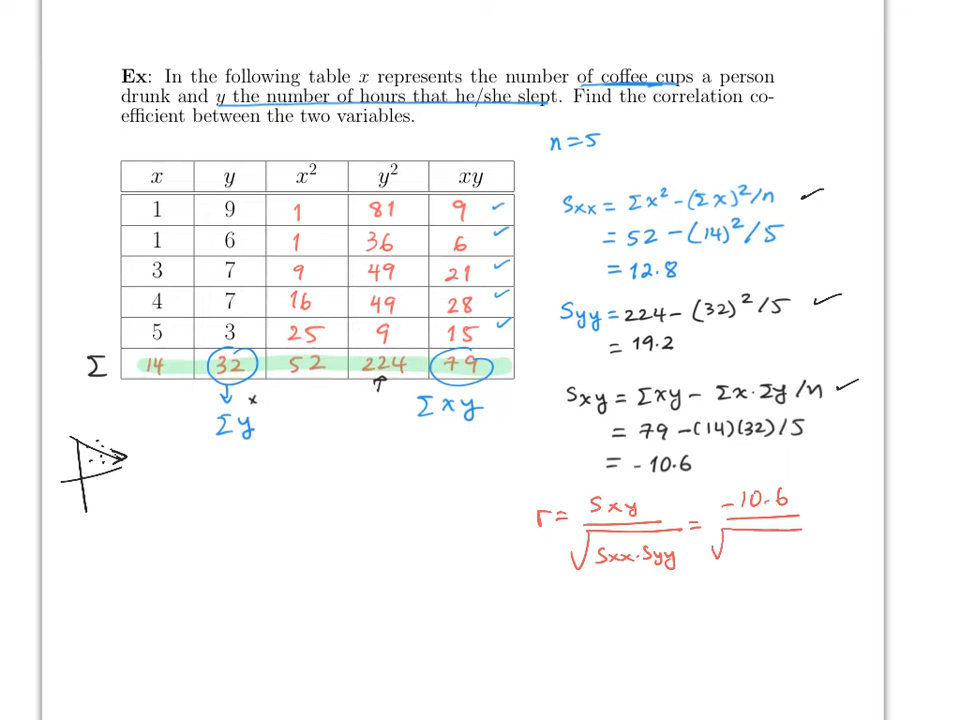 Ex: In the following table x represents the number of coffee cups a person
drunk and y the number of hours that he/she slept. Find the correlation co-
efficient between the two variables.
n=5
x y x² y² xy
1 9 1 81 9 ✓
1 6 1 36 6 ✓
3 7 9 49 21 ✓
4 7 16 49 28 ✓
5 3 25 9 15 ✓
Σ 14 32 52 224 79
↓ × ↑
Σy Σxy
Sxx = Σx² - (Σx)²/n ✓
= 52 - (14)²/5
= 12.8
Syy = 224 - (32)²/5 ✓
= 19.2
Sxy = Σxy - Σx·Σy/n ✓
= 79 - (14)(32)/5
= -10.6
r = Sxy / √Sxx·Syy = -10.6 / √